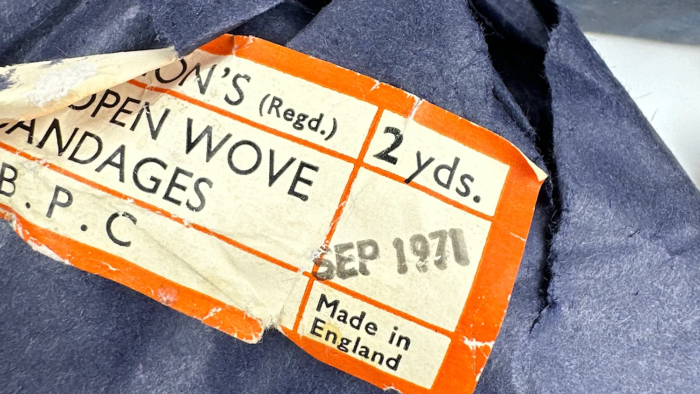 ON'S (Regd.)
OPEN WOVE
ANDAGES
B.P.C
2 yds.
SEP 1971
Made in
England